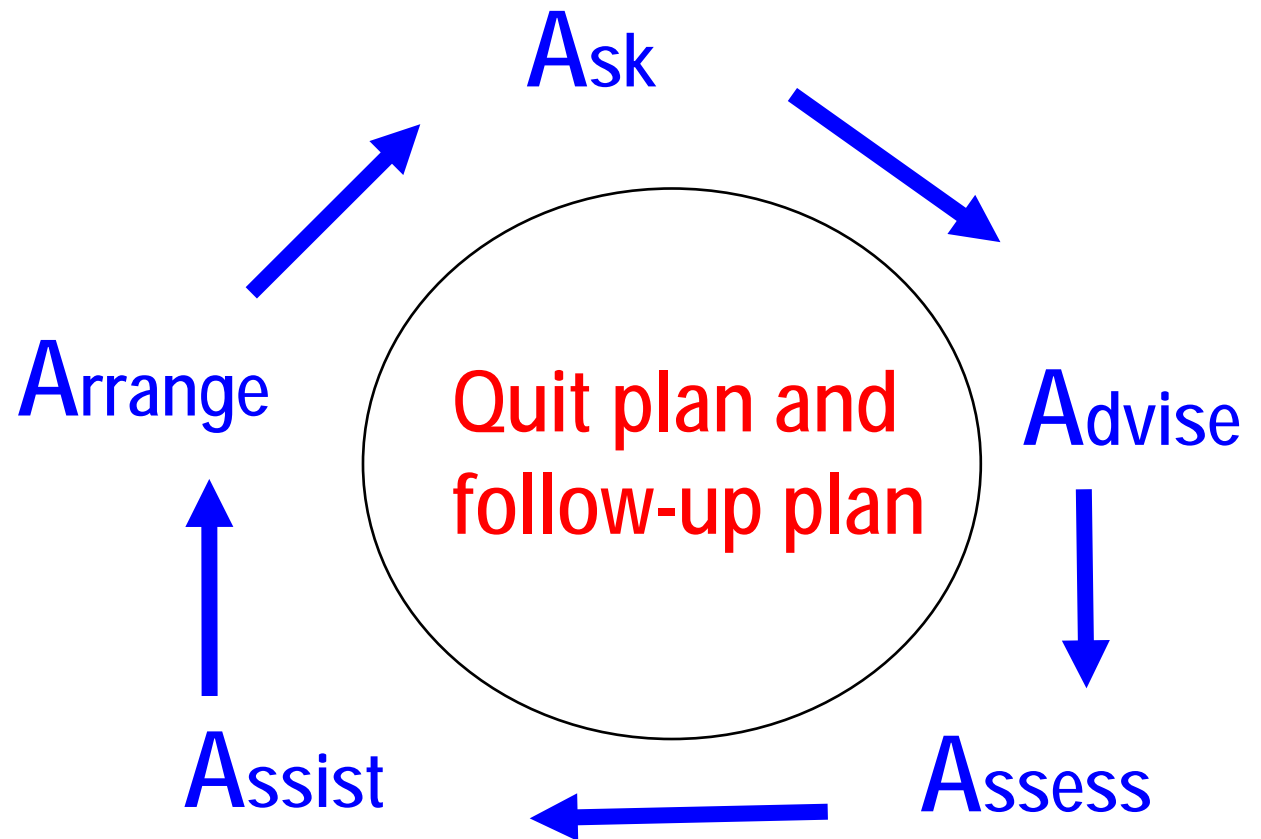 Ask
Advise
Assess
Assist
Arrange
Quit plan and
follow-up plan